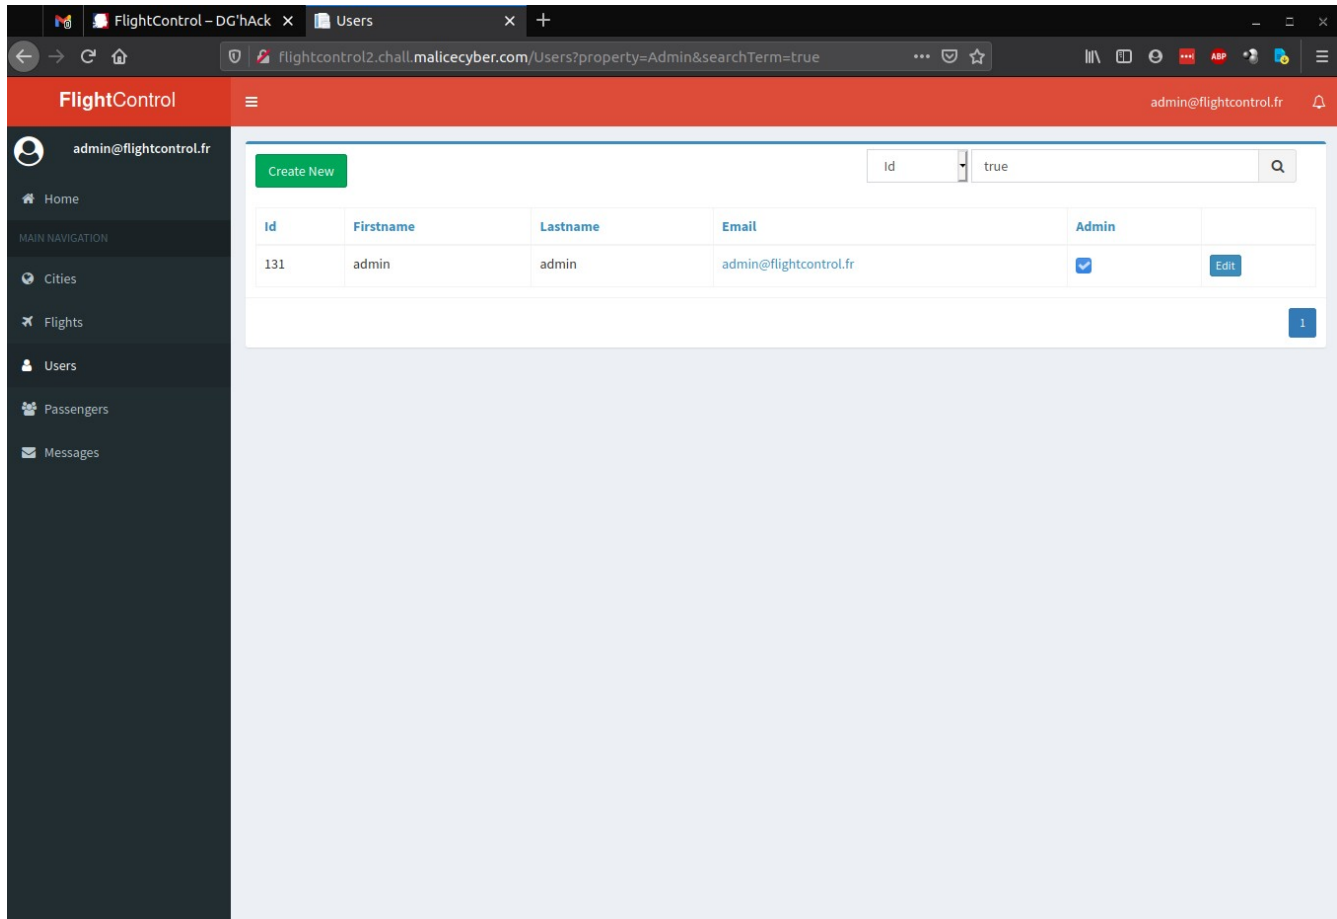 FlightControl – DG'hAck
Users
flightcontrol2.chall.malicecyber.com/Users?property=Admin&searchTerm=true
ABP
FlightControl
admin@flightcontrol.fr
admin@flightcontrol.fr
Create New
Id
true
Home
MAIN NAVIGATION
Id Firstname Lastname Email Admin
131 admin admin admin@flightcontrol.fr Edit
Cities
1
Flights
Users
Passengers
Messages